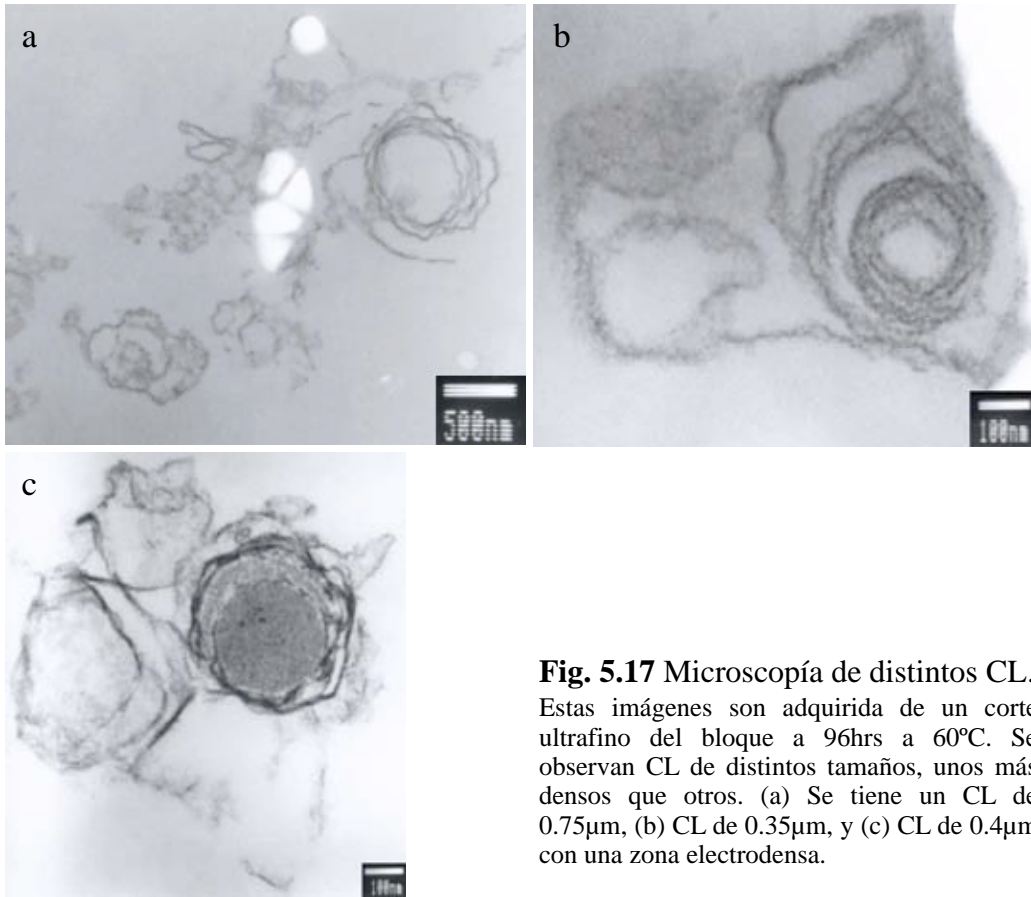 a
b
500nm
100nm
c
100nm
Fig. 5.17 Microscopía de distintos CL.
Estas imágenes son adquirida de un corte
ultrafino del bloque a 96hrs a 60ºC. Se
observan CL de distintos tamaños, unos más
densos que otros. (a) Se tiene un CL de
0.75µm, (b) CL de 0.35µm, y (c) CL de 0.4µm
con una zona electrodensa.